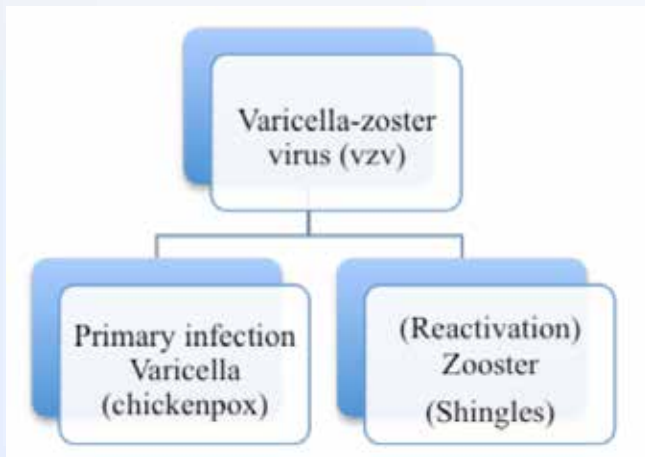 Varicella-zoster
virus (vzv)
Primary infection
Varicella
(chickenpox)
(Reactivation)
Zooster
(Shingles)